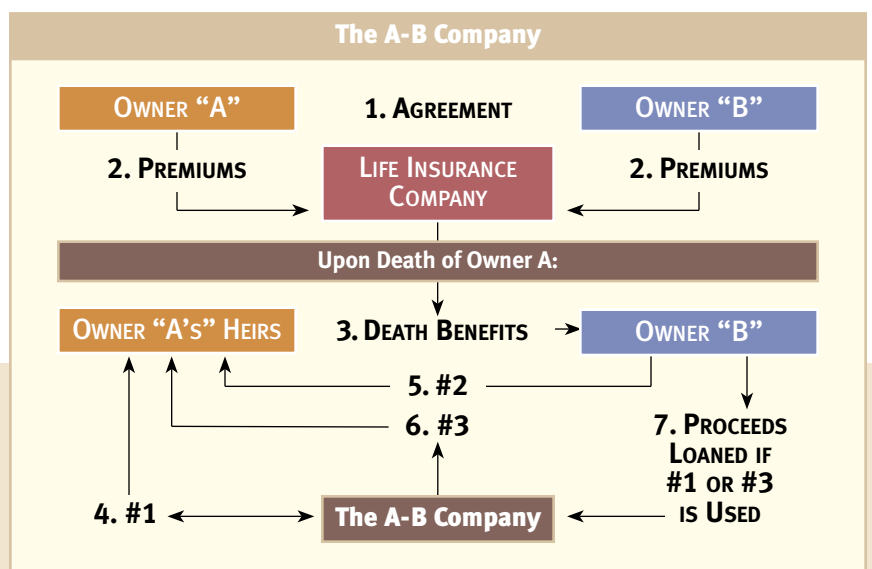 The A-B Company
OWNER “A”
1. AGREEMENT
OWNER “B”
2. PREMIUMS
LIFE INSURANCE
COMPANY
2. PREMIUMS
Upon Death of Owner A:
OWNER “A’S” HEIRS
3. DEATH BENEFITS
OWNER “B”
5. #2
6. #3
7. PROCEEDS
LOANED IF
#1 OR #3
IS USED
4. #1
The A-B Company